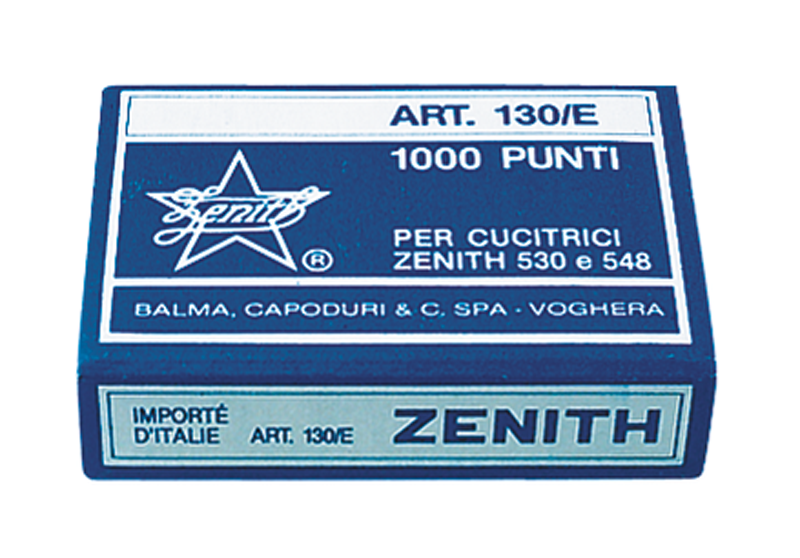 ART. 130/E
1000 PUNTI
Zenith
®
PER CUCITRICI
ZENITH 530 e 548
BALMA, CAPODURI & C. SPA - VOGHERA
IMPORTÉ
D'ITALIE ART. 130/E ZENITH